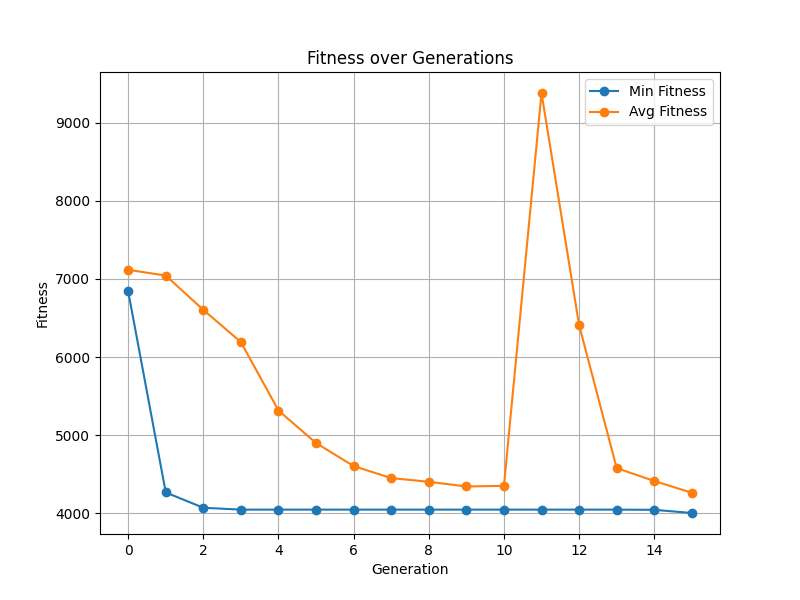 Fitness over Generations
Min Fitness
Avg Fitness
9000
8000
7000
6000
5000
4000
Fitness
0 2 4 6 8 10 12 14
Generation